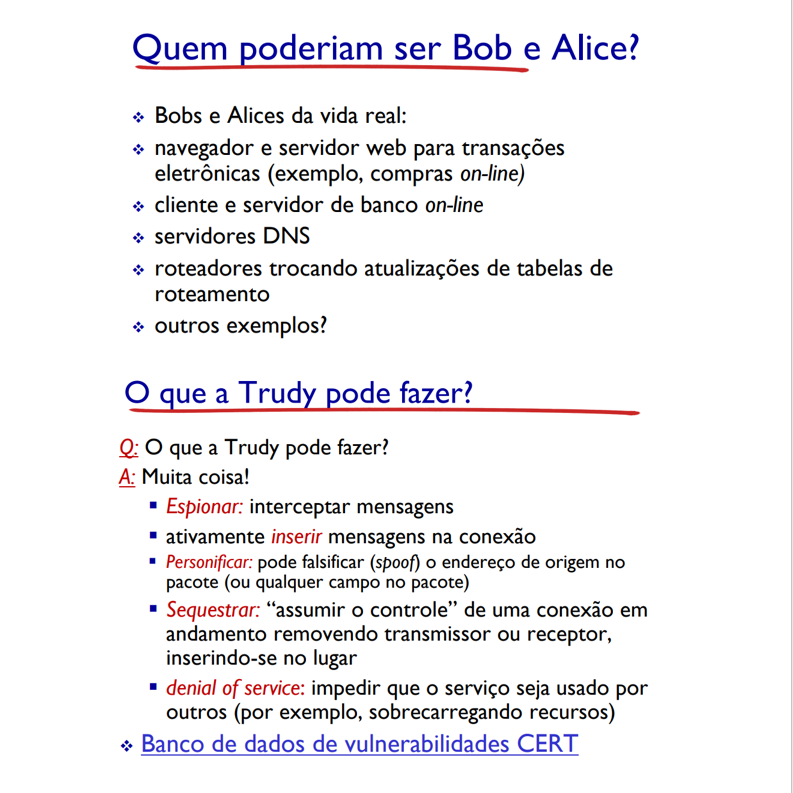 Quem poderiam ser Bob e Alice?
Bobs e Alices da vida real:
navegador e servidor web para transações
eletrônicas (exemplo, compras on-line)
cliente e servidor de banco on-line
servidores DNS
roteadores trocando atualizações de tabelas de
roteamento
outros exemplos?
O que a Trudy pode fazer?
Q: O que a Trudy pode fazer?
A: Muita coisa!
Espionar: interceptar mensagens
ativamente inserir mensagens na conexão
Personificar: pode falsificar (spoof) o endereço de origem no
pacote (ou qualquer campo no pacote)
Sequestrar: “assumir o controle” de uma conexão em
andamento removendo transmissor ou receptor,
inserindo-se no lugar
denial of service: impedir que o serviço seja usado por
outros (por exemplo, sobrecarregando recursos)
Banco de dados de vulnerabilidades CERT